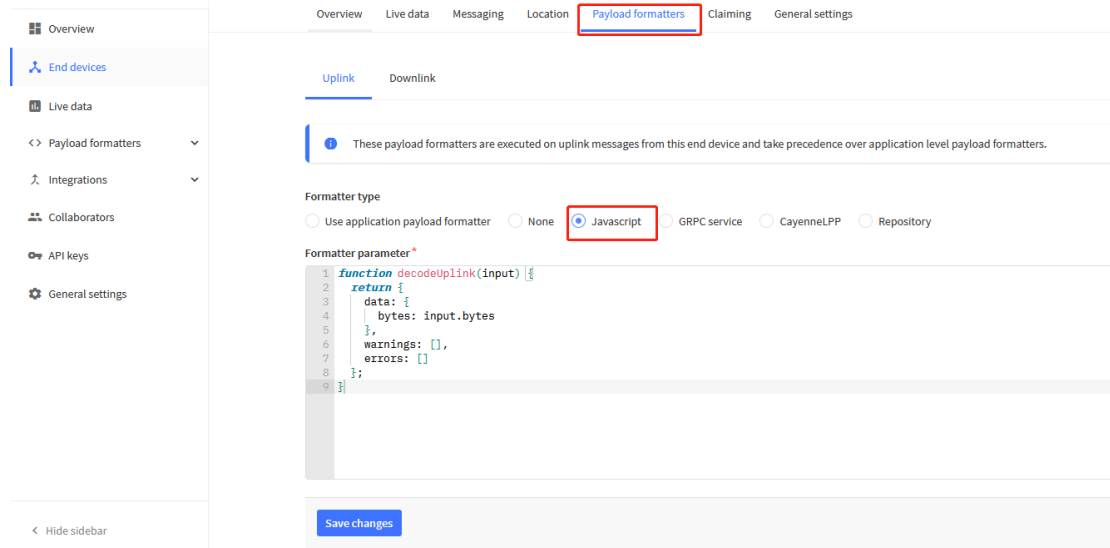 Overview Live data Messaging Location Payload formatters Claiming General settings
Overview
End devices
Live data
Payload formatters
Integrations
Collaborators
API keys
General settings
Hide sidebar
Uplink Downlink
These payload formatters are executed on uplink messages from this end device and take precedence over application level payload formatters.
Formatter type
Use application payload formatter None Javascript GRPC service CayenneLPP Repository
Formatter parameter*
1 function decodeUplink(input) {
2 return {
3 data: {
4 bytes: input.bytes
5 },
6 warnings: [],
7 errors: []
8 };
9 }
Save changes